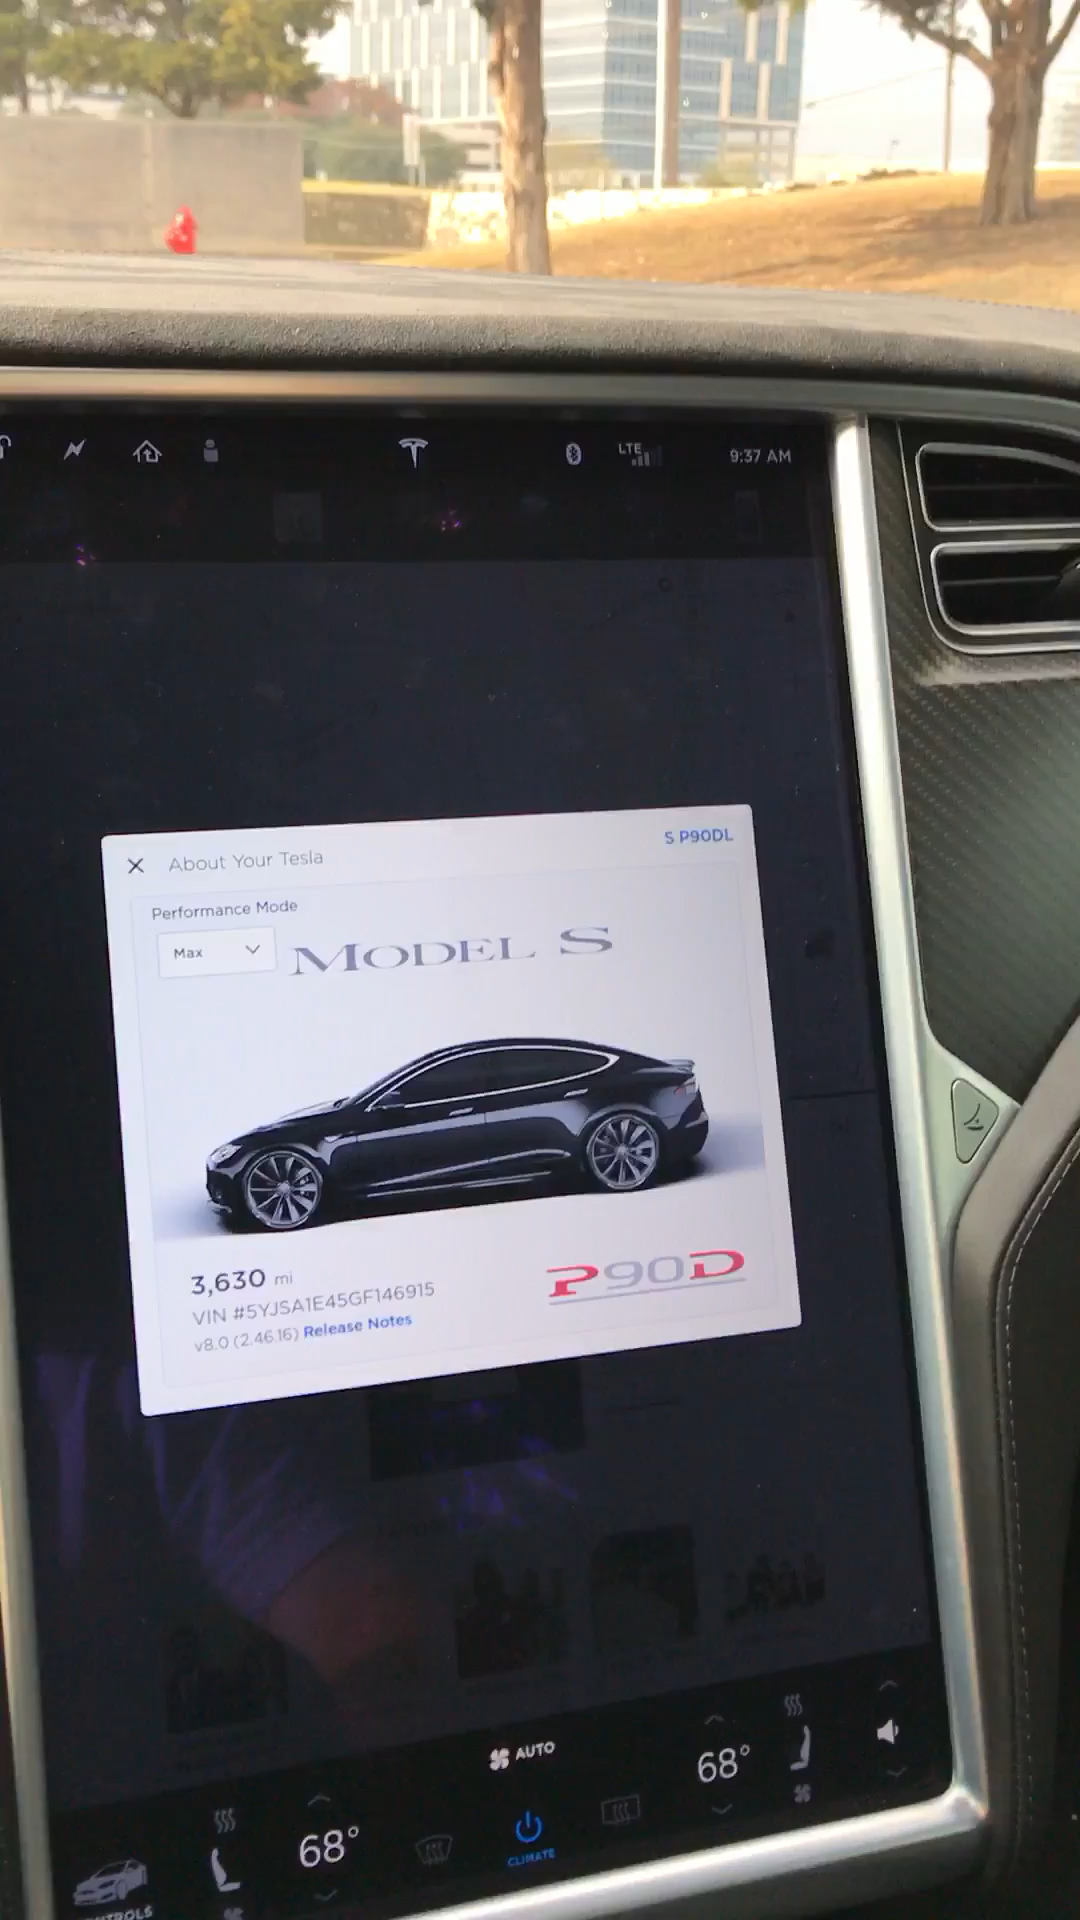 LTE
9:37 AM
S P90DL
About Your Tesla
Performance Mode
Max
MODEL S
3,630 mi
VIN #5YJSA1E45GF146915
v8.0 (2.46.16) Release Notes
P90D
AUTO
68°
68°
CLIMATE